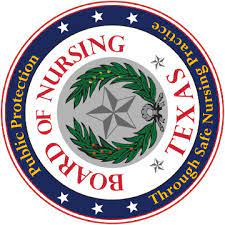 Public Protection
Through Safe Nursing Practice
BOARD OF NURSING
TEXAS